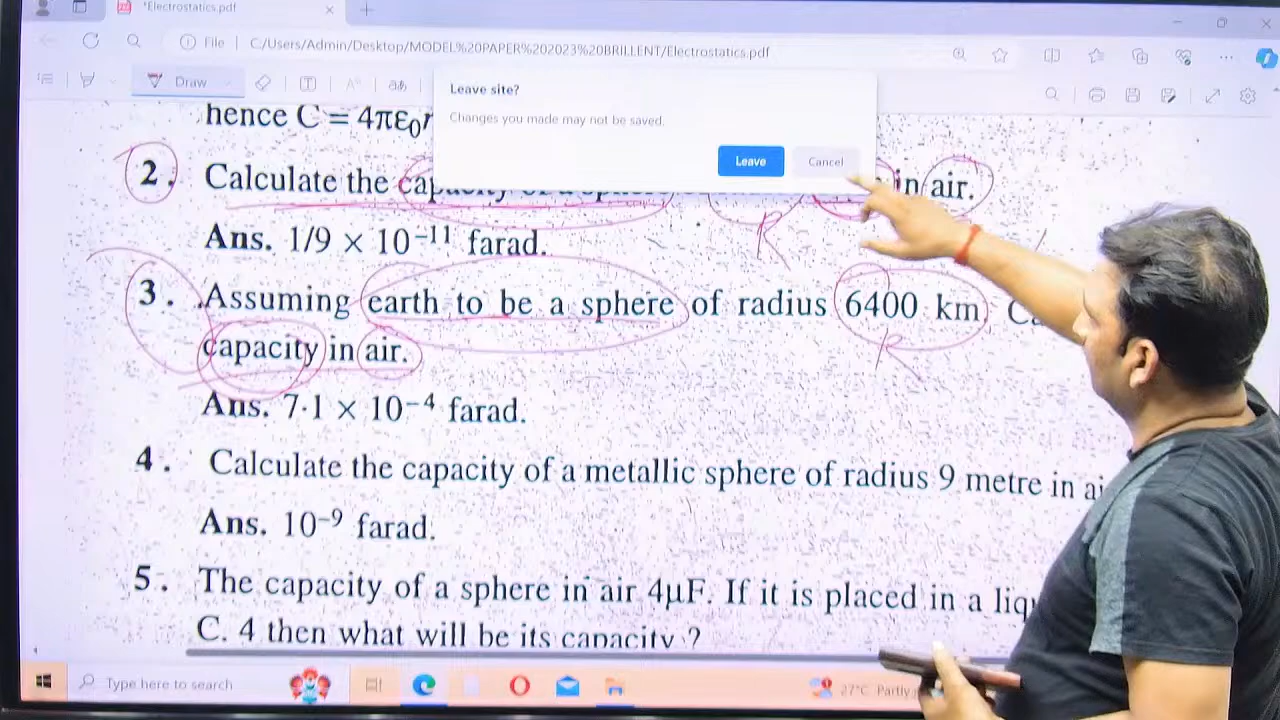 *Electrostatics.pdf
File | C:/Users/Admin/Desktop/MODEL%20PAPER%202023%20BRILLENT/Electrostatics.pdf
Draw
Leave site?
Changes you made may not be saved.
Leave Cancel
hence C = 4πε₀r
2. Calculate the capacity of a sphere in air.
R
Ans. 1/9 × 10⁻¹¹ farad.
3. Assuming earth to be a sphere of radius 6400 km
R
capacity in air.
Ans. 7·1 × 10⁻⁴ farad.
4. Calculate the capacity of a metallic sphere of radius 9 metre in
Ans. 10⁻⁹ farad.
5. The capacity of a sphere in air 4μF. If it is placed in a
C. 4 then what will be its capacity ?
Type here to search
27°C Partly